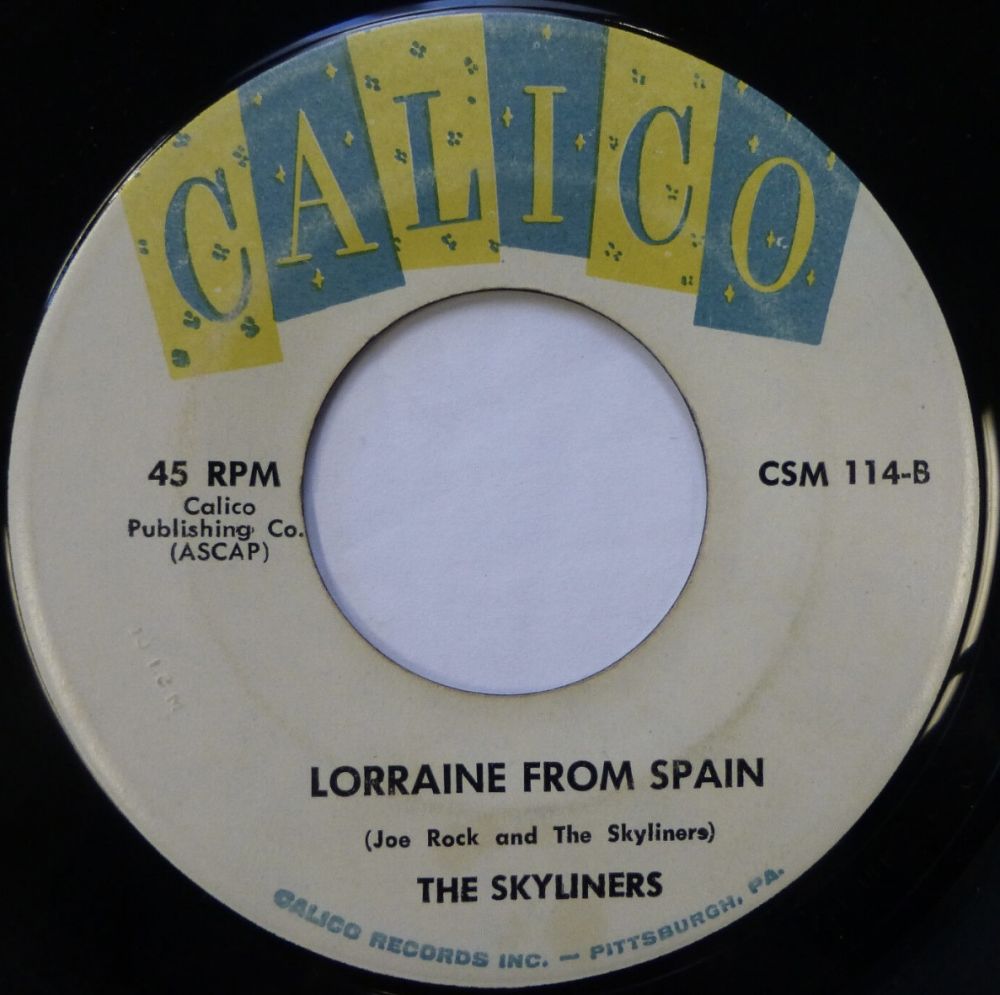 CALICO
45 RPM
Calico
Publishing Co.
(ASCAP)
CSM 114-B
LORRAINE FROM SPAIN
(Joe Rock and The Skyliners)
THE SKYLINERS
CALICO RECORDS INC. — PITTSBURGH, PA.